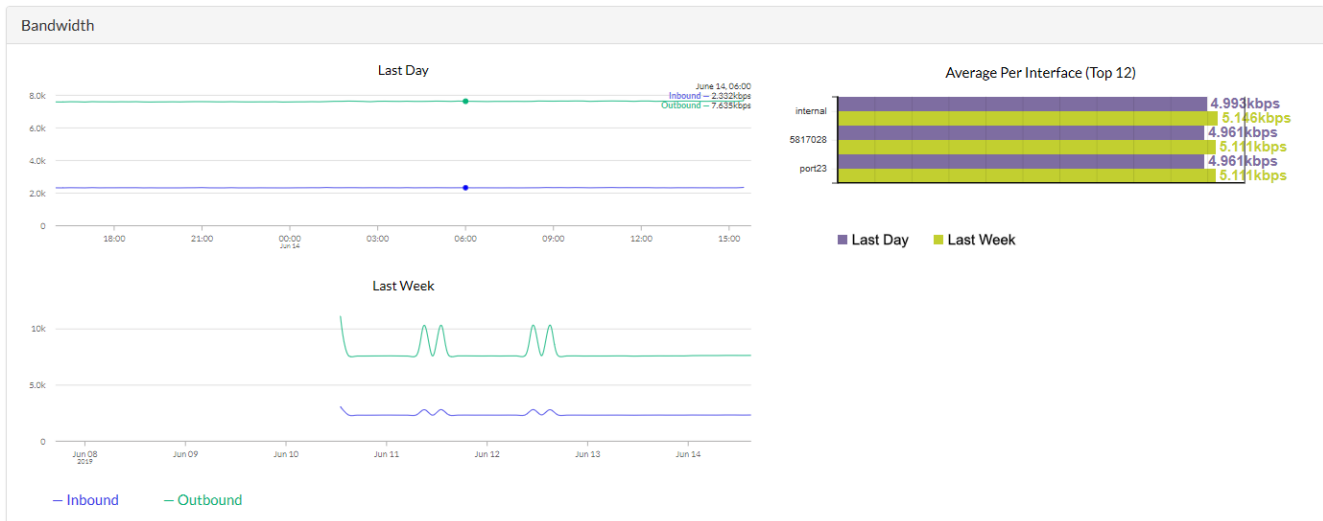 Bandwidth
Last Day
June 14, 06:00
Inbound — 2.332kbps
Outbound — 7.635kbps
8.0k
6.0k
4.0k
2.0k
0
18:00 21:00 00:00 03:00 06:00 09:00 12:00 15:00
Jun 14
Average Per Interface (Top 12)
internal 4.993kbps
5.146kbps
5817028 4.961kbps
5.111kbps
port23 4.961kbps
5.111kbps
Last Day Last Week
Last Week
10k
5.0k
0
Jun 08 Jun 09 Jun 10 Jun 11 Jun 12 Jun 13 Jun 14
2019
— Inbound — Outbound